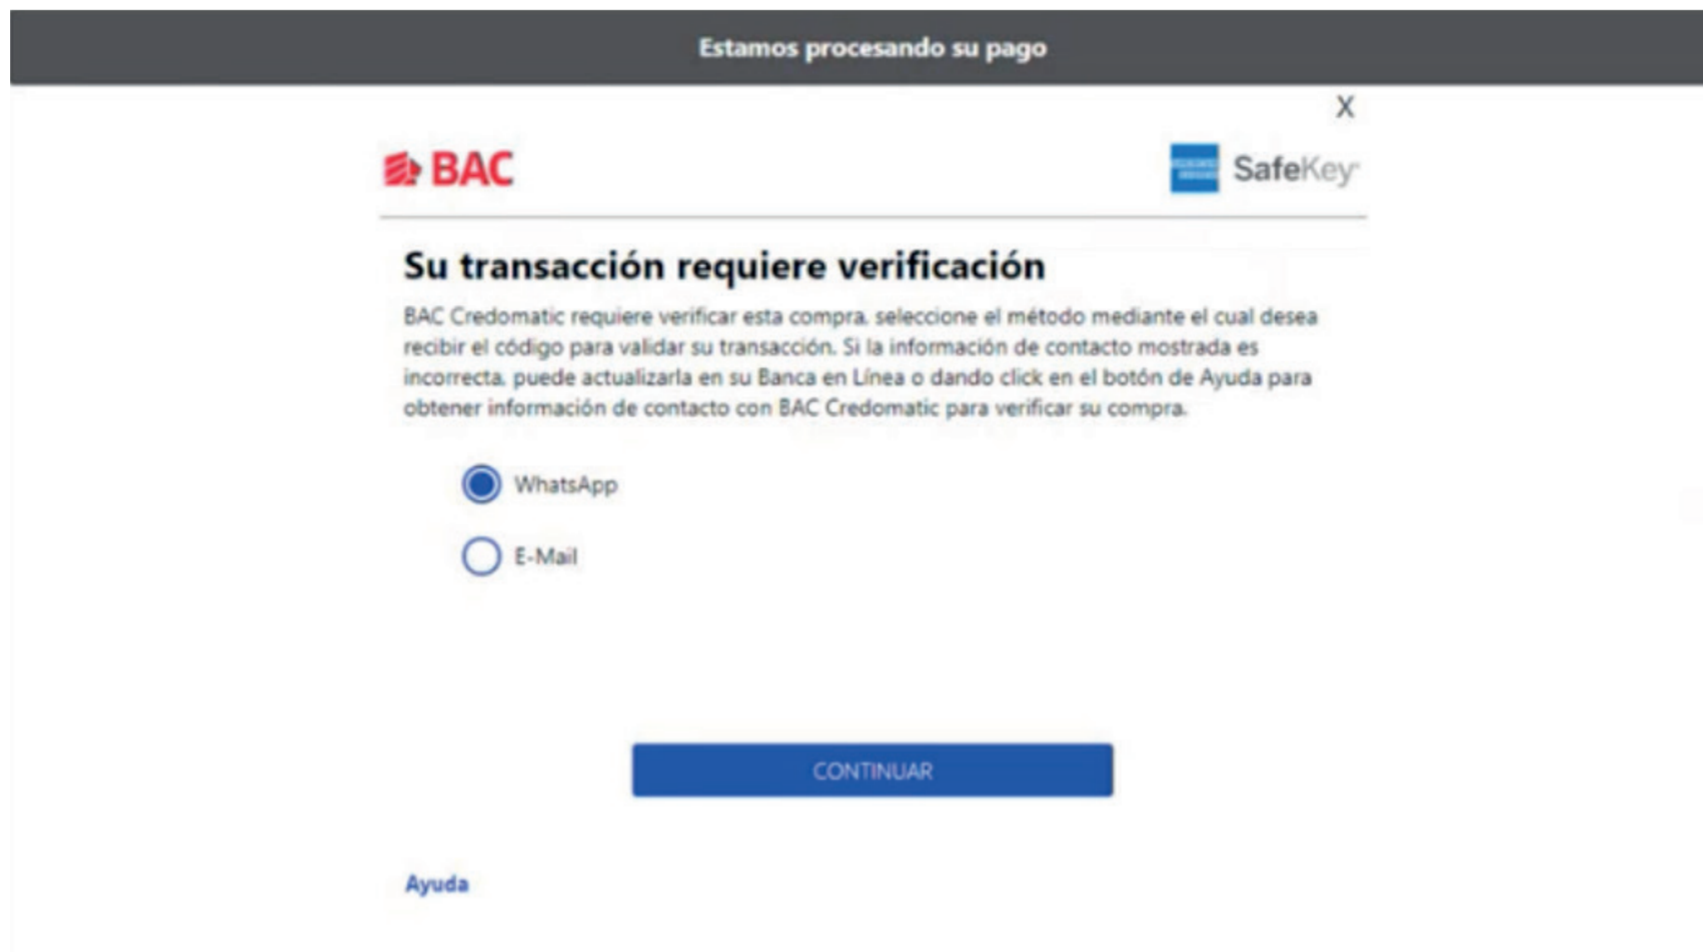 Estamos procesando su pago
X
BAC
SafeKey
Su transacción requiere verificación
BAC Credomatic requiere verificar esta compra, seleccione el método mediante el cual desea
recibir el código para validar su transacción. Si la información de contacto mostrada es
incorrecta, puede actualizarla en su Banca en Línea o dando click en el botón de Ayuda para
obtener información de contacto con BAC Credomatic para verificar su compra.
WhatsApp
E-Mail
CONTINUAR
Ayuda